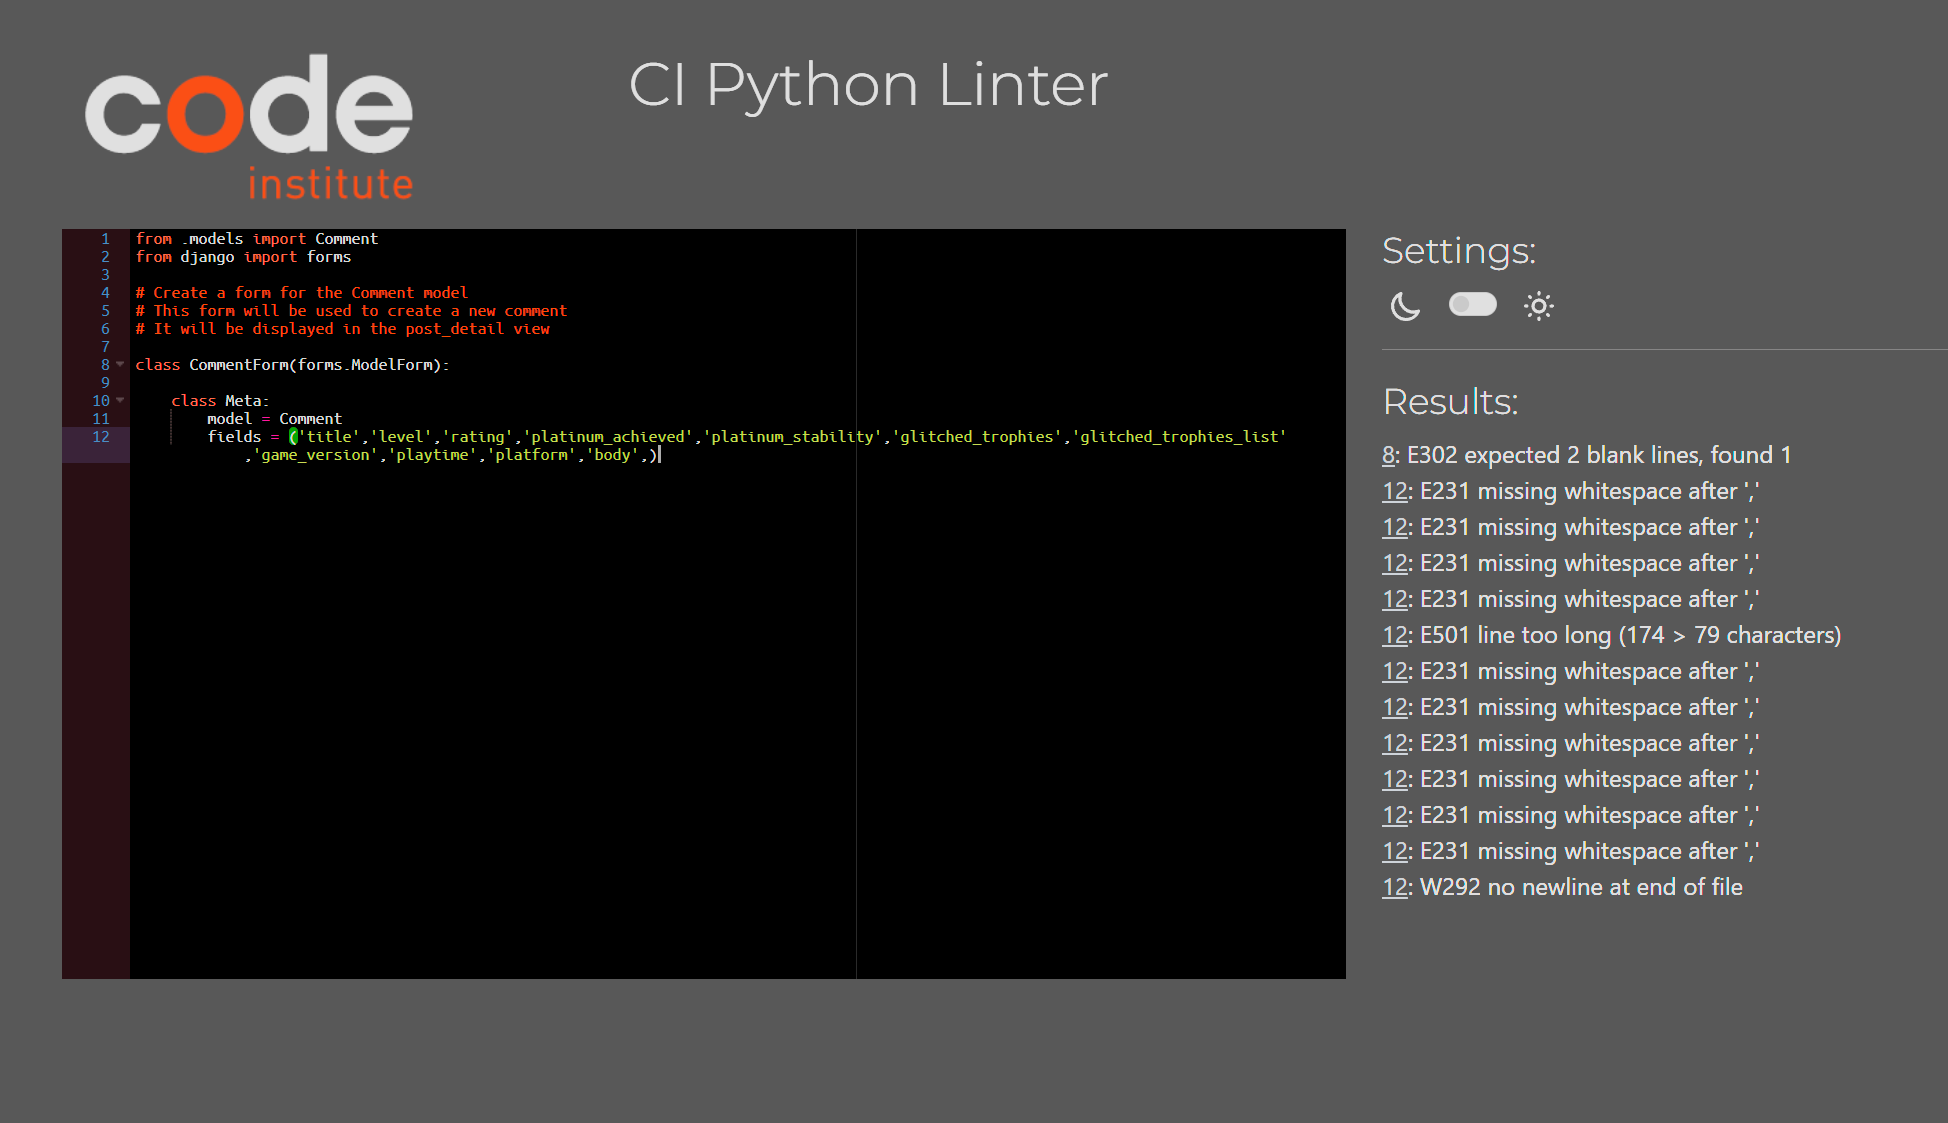 code
institute
CI Python Linter
1 from .models import Comment
2 from django import forms
3
4 # Create a form for the Comment model
5 # This form will be used to create a new comment
6 # It will be displayed in the post_detail view
7
8 class CommentForm(forms.ModelForm):
9
10 class Meta:
11 model = Comment
12 fields = ('title','level','rating','platinum_achieved','platinum_stability','glitched_trophies','glitched_trophies_list'
,'game_version','playtime','platform','body',)
Settings:
Results:
8: E302 expected 2 blank lines, found 1
12: E231 missing whitespace after ','
12: E231 missing whitespace after ','
12: E231 missing whitespace after ','
12: E231 missing whitespace after ','
12: E501 line too long (174 > 79 characters)
12: E231 missing whitespace after ','
12: E231 missing whitespace after ','
12: E231 missing whitespace after ','
12: E231 missing whitespace after ','
12: E231 missing whitespace after ','
12: E231 missing whitespace after ','
12: W292 no newline at end of file